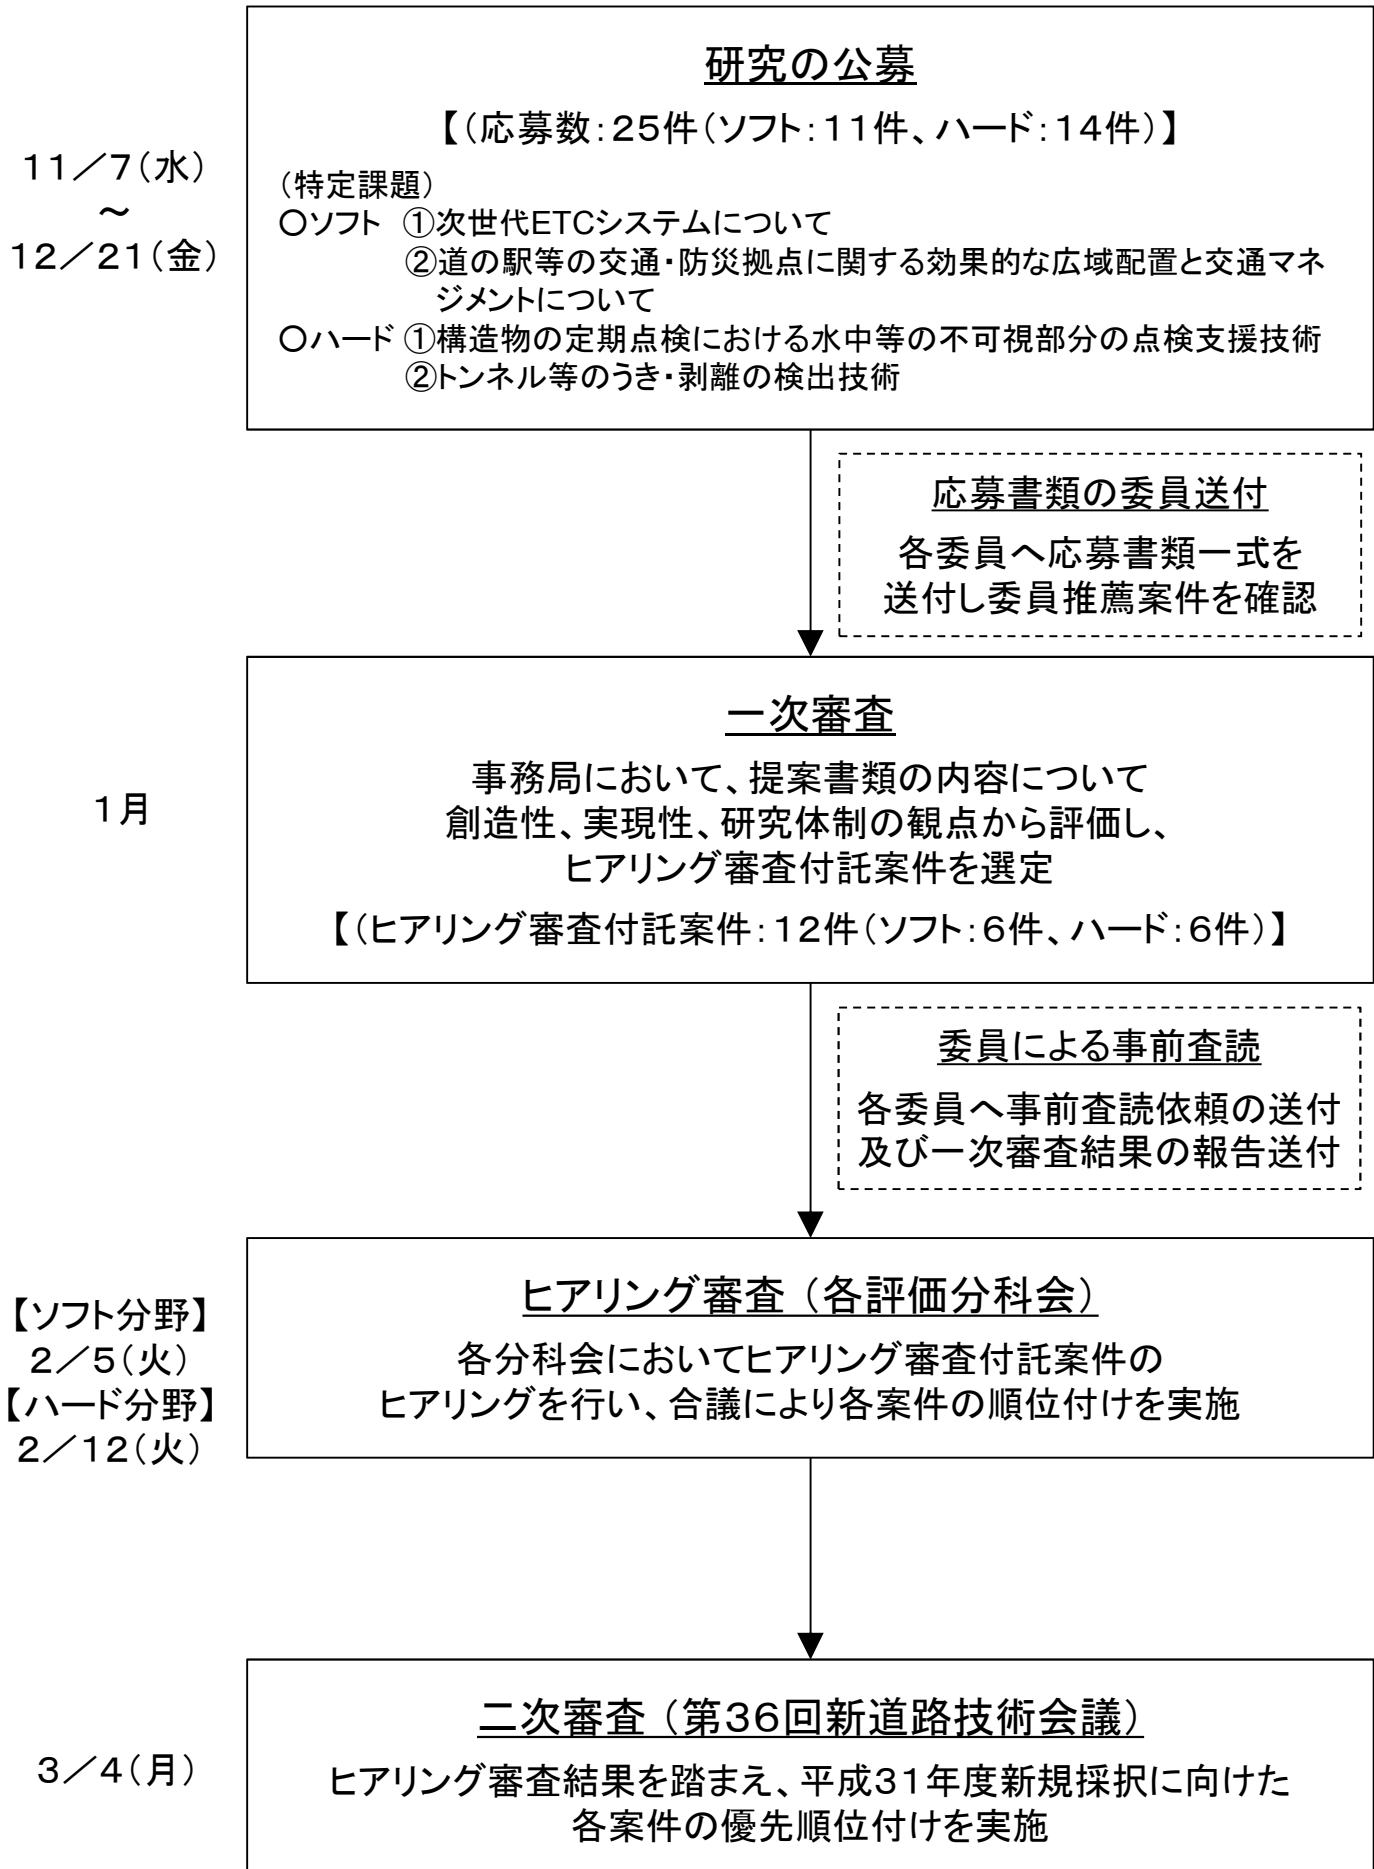 研究の公募
【（応募数：２５件（ソフト：１１件、ハード：１４件）】
１１／７（水）
～
１２／２１（金）
（特定課題）
○ソフト ①次世代ETCシステムについて
②道の駅等の交通・防災拠点に関する効果的な広域配置と交通マネ
ジメントについて
○ハード ①構造物の定期点検における水中等の不可視部分の点検支援技術
②トンネル等のうき・剥離の検出技術
応募書類の委員送付
各委員へ応募書類一式を
送付し委員推薦案件を確認
一次審査
１月
事務局において、提案書類の内容について
創造性、実現性、研究体制の観点から評価し、
ヒアリング審査付託案件を選定
【（ヒアリング審査付託案件：１２件（ソフト：６件、ハード：６件）】
委員による事前査読
各委員へ事前査読依頼の送付
及び一次審査結果の報告送付
【ソフト分野】
２／５（火）
【ハード分野】
２／１２（火）
ヒアリング審査（各評価分科会）
各分科会においてヒアリング審査付託案件の
ヒアリングを行い、合議により各案件の順位付けを実施
３／４（月）
二次審査（第３６回新道路技術会議）
ヒアリング審査結果を踏まえ、平成３１年度新規採択に向けた
各案件の優先順位付けを実施